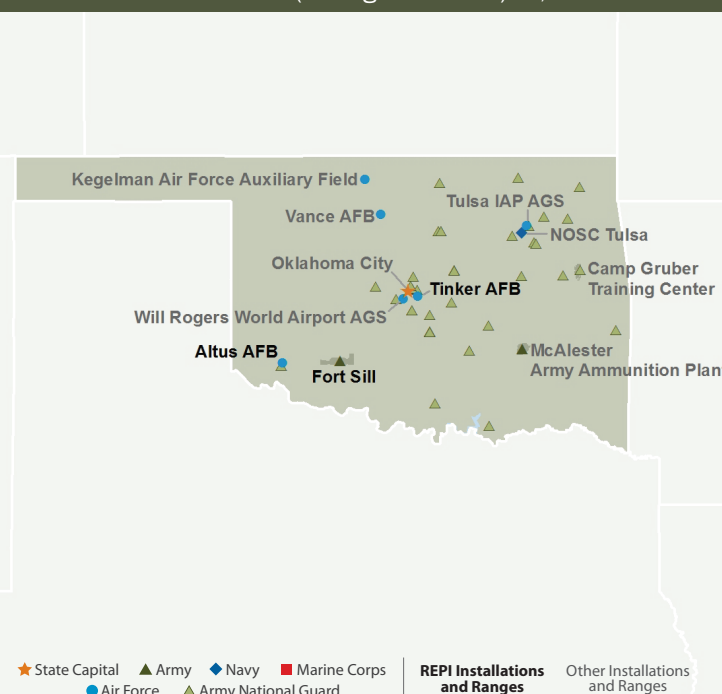 Kegelman Air Force Auxiliary Field
Tulsa IAP AGS
Vance AFB
NOSC Tulsa
Oklahoma City
Camp Gruber
Training Center
Tinker AFB
Will Rogers World Airport AGS
Altus AFB
McAlester
Army Ammunition Plan
Fort Sill
State Capital Army Navy Marine Corps
Air Force Army National Guard
REPI Installations
and Ranges
Other Installations
and Ranges